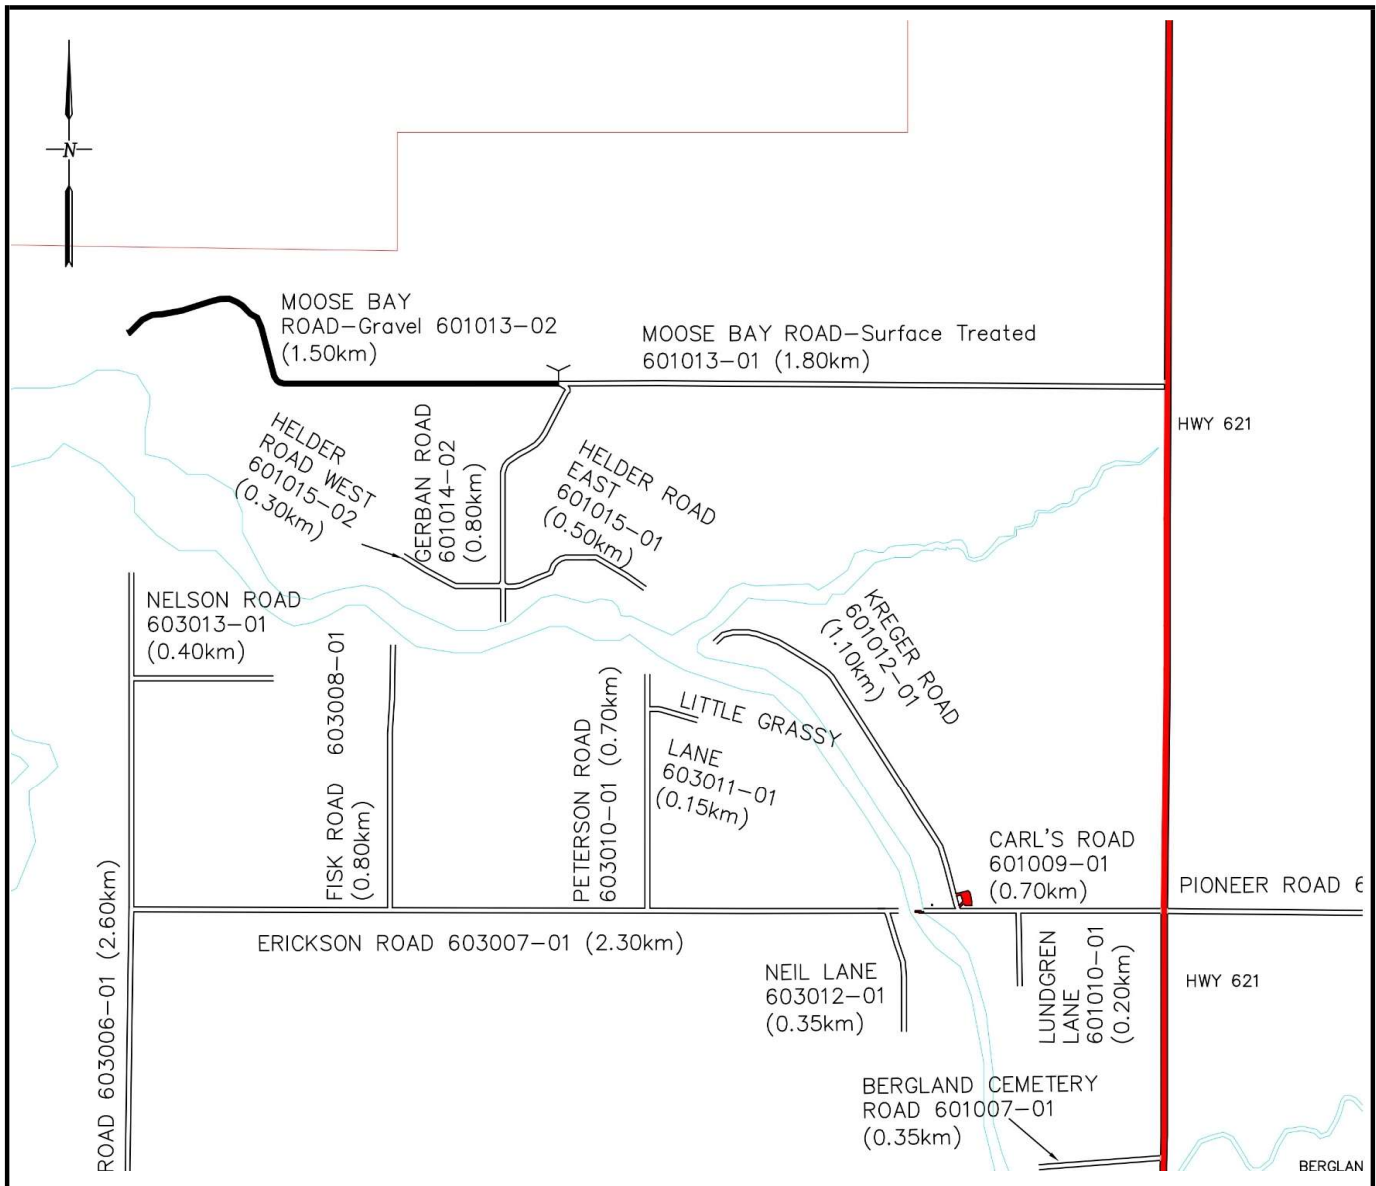 N
MOOSE BAY
ROAD-Gravel 601013-02
(1.50km)
MOOSE BAY ROAD-Surface Treated
601013-01 (1.80km)
HWY 621
HELDER
ROAD WEST
601015-02
(0.30km)
GERBAN ROAD
601014-02
(0.80km)
HELDER ROAD
EAST
601015-01
(0.50km)
NELSON ROAD
603013-01
(0.40km)
FISK ROAD 603008-01
(0.80km)
PETERSON ROAD
603010-01 (0.70km)
LITTLE GRASSY
LANE
603011-01
(0.15km)
KREGER ROAD
601012-01
(1.10km)
CARL'S ROAD
601009-01
(0.70km)
PIONEER ROAD 6
ROAD 603006-01 (2.60km)
ERICKSON ROAD 603007-01 (2.30km)
NEIL LANE
603012-01
(0.35km)
LUNDGREN
LANE
601010-01
(0.20km)
HWY 621
BERGLAND CEMETERY
ROAD 601007-01
(0.35km)
BERGLAN